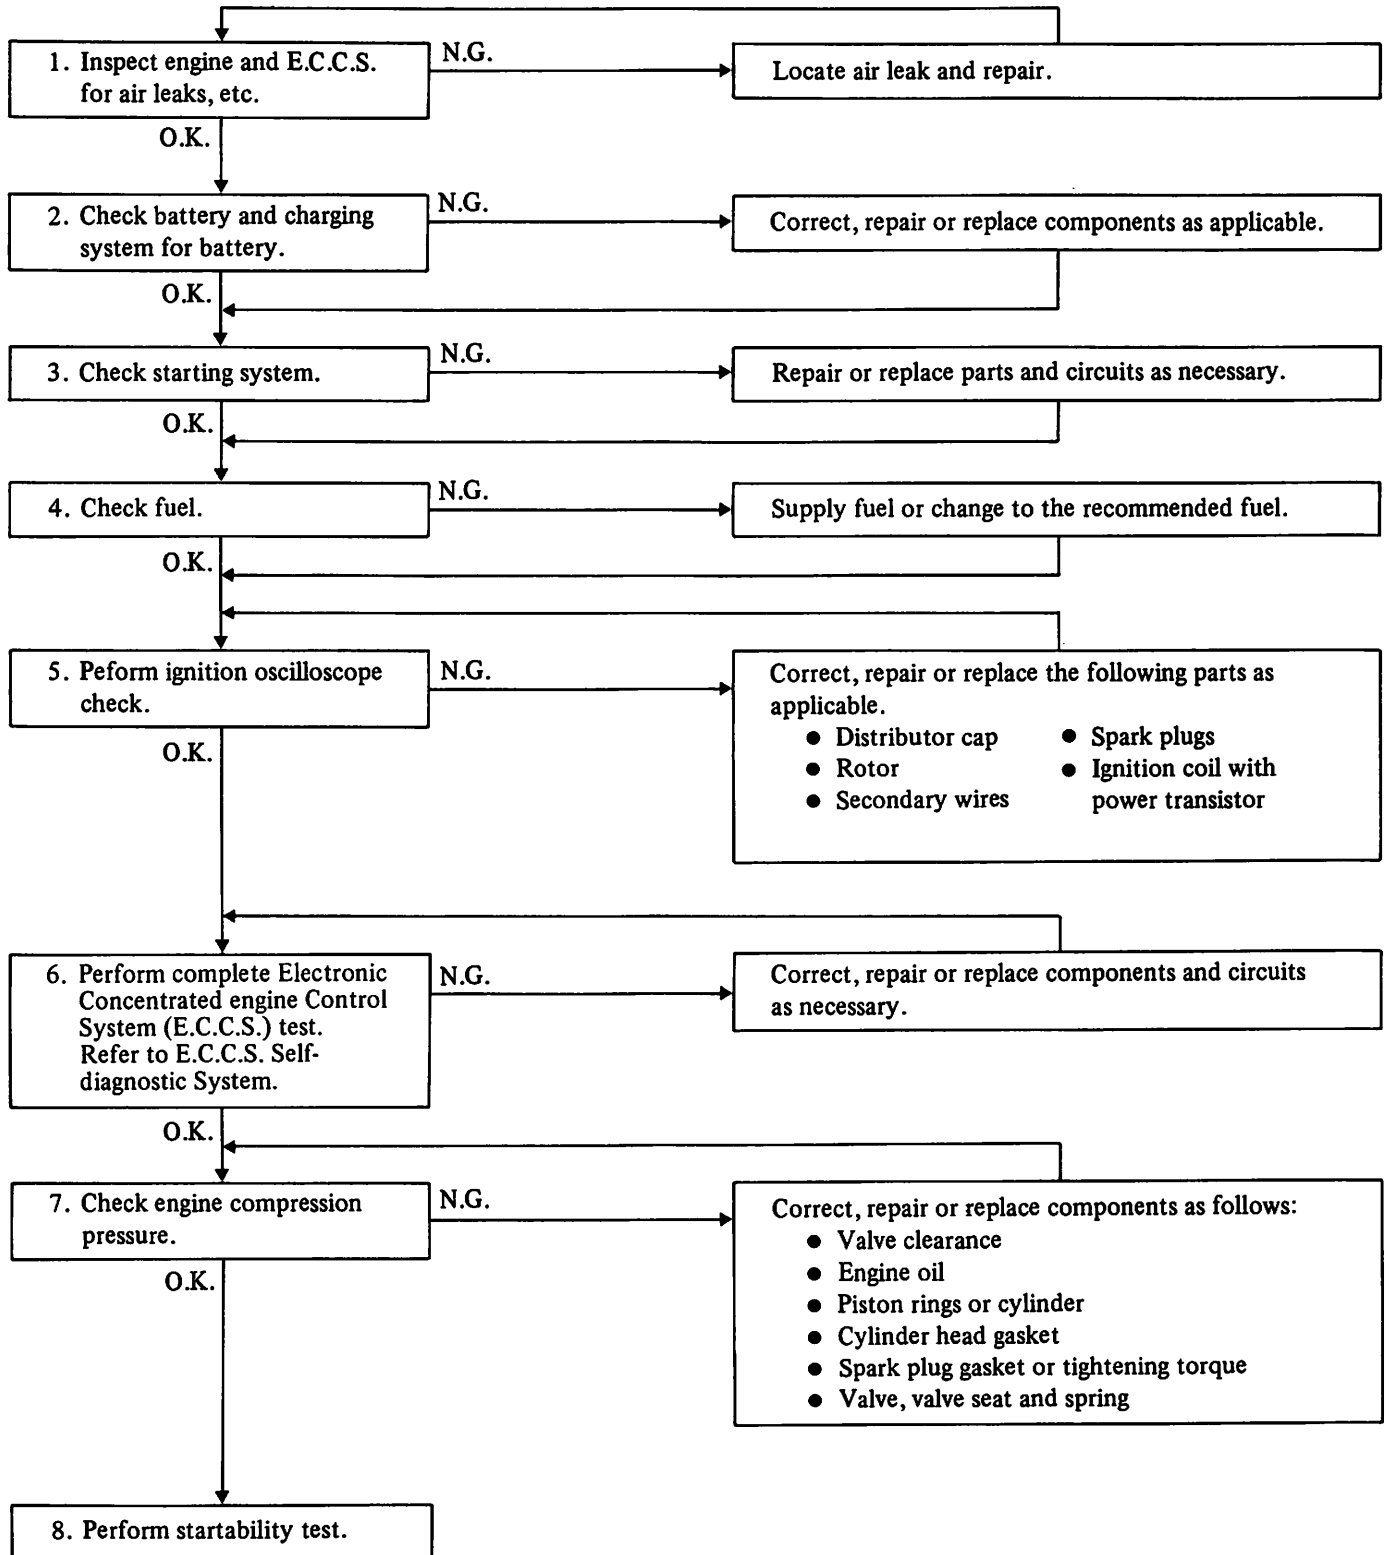 1. Inspect engine and E.C.C.S.
for air leaks, etc.
N.G.
Locate air leak and repair.
O.K.
2. Check battery and charging
system for battery.
N.G.
Correct, repair or replace components as applicable.
O.K.
3. Check starting system.
N.G.
Repair or replace parts and circuits as necessary.
O.K.
4. Check fuel.
N.G.
Supply fuel or change to the recommended fuel.
O.K.
5. Peform ignition oscilloscope
check.
N.G.
Correct, repair or replace the following parts as
applicable.
● Distributor cap
● Rotor
● Secondary wires
● Spark plugs
● Ignition coil with
power transistor
O.K.
6. Perform complete Electronic
Concentrated engine Control
System (E.C.C.S.) test.
Refer to E.C.C.S. Self-
diagnostic System.
N.G.
Correct, repair or replace components and circuits
as necessary.
O.K.
7. Check engine compression
pressure.
N.G.
Correct, repair or replace components as follows:
● Valve clearance
● Engine oil
● Piston rings or cylinder
● Cylinder head gasket
● Spark plug gasket or tightening torque
● Valve, valve seat and spring
O.K.
8. Perform startability test.